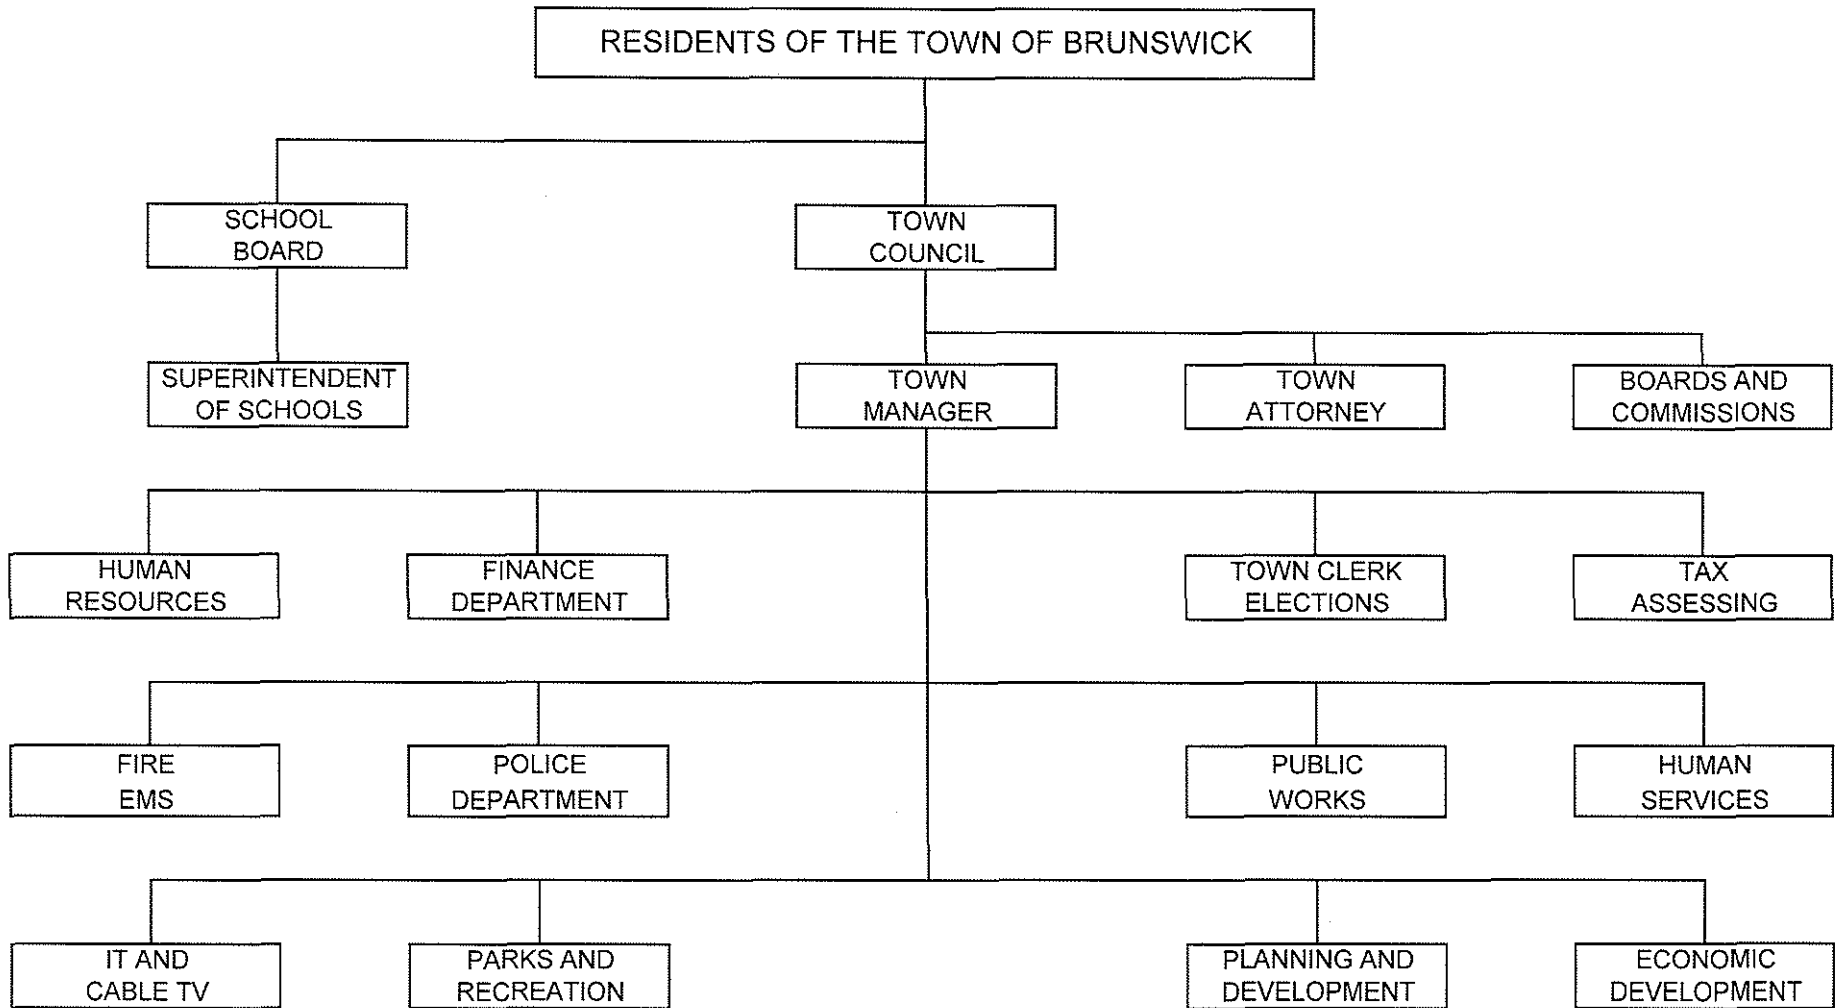 RESIDENTS OF THE TOWN OF BRUNSWICK
SCHOOL
BOARD
TOWN
COUNCIL
SUPERINTENDENT
OF SCHOOLS
TOWN
MANAGER
TOWN
ATTORNEY
BOARDS AND
COMMISSIONS
HUMAN
RESOURCES
FINANCE
DEPARTMENT
TOWN CLERK
ELECTIONS
TAX
ASSESSING
FIRE
EMS
POLICE
DEPARTMENT
PUBLIC
WORKS
HUMAN
SERVICES
IT AND
CABLE TV
PARKS AND
RECREATION
PLANNING AND
DEVELOPMENT
ECONOMIC
DEVELOPMENT